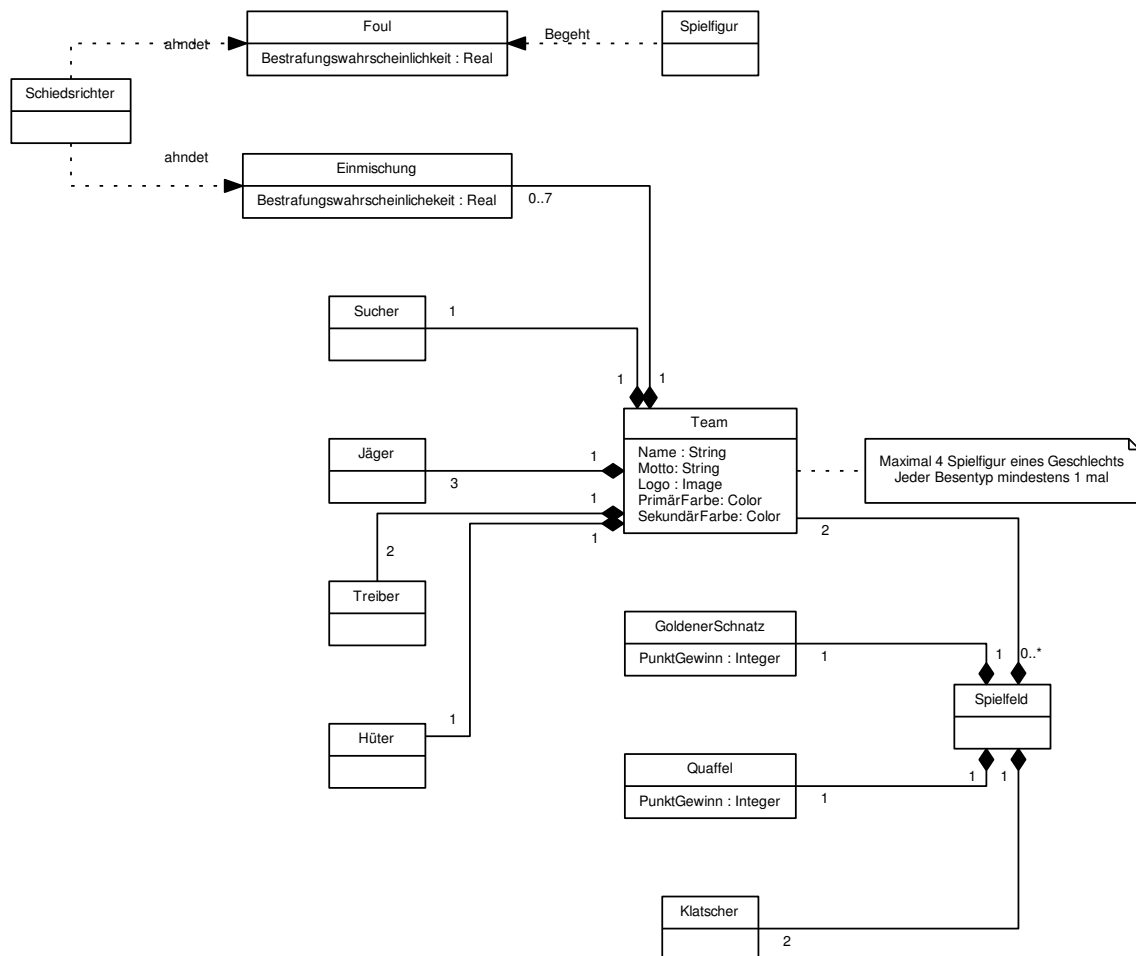 Foul
Bestrafungswahrscheinlichkeit : Real
Spielfigur
Begeht
ahndet
Schiedsrichter
ahndet
Einmischung
Bestrafungswahrscheinlichekeit : Real
0..7
Sucher
1
1
1
Team
Name : String
Motto: String
Logo : Image
PrimärFarbe: Color
SekundärFarbe: Color
Maximal 4 Spielfigur eines Geschlechts
Jeder Besentyp mindestens 1 mal
Jäger
1
3
1
1
2
2
Treiber
GoldenerSchnatz
PunktGewinn : Integer
1
1
0..*
Spielfeld
Hüter
1
Quaffel
PunktGewinn : Integer
1
1
1
Klatscher
2